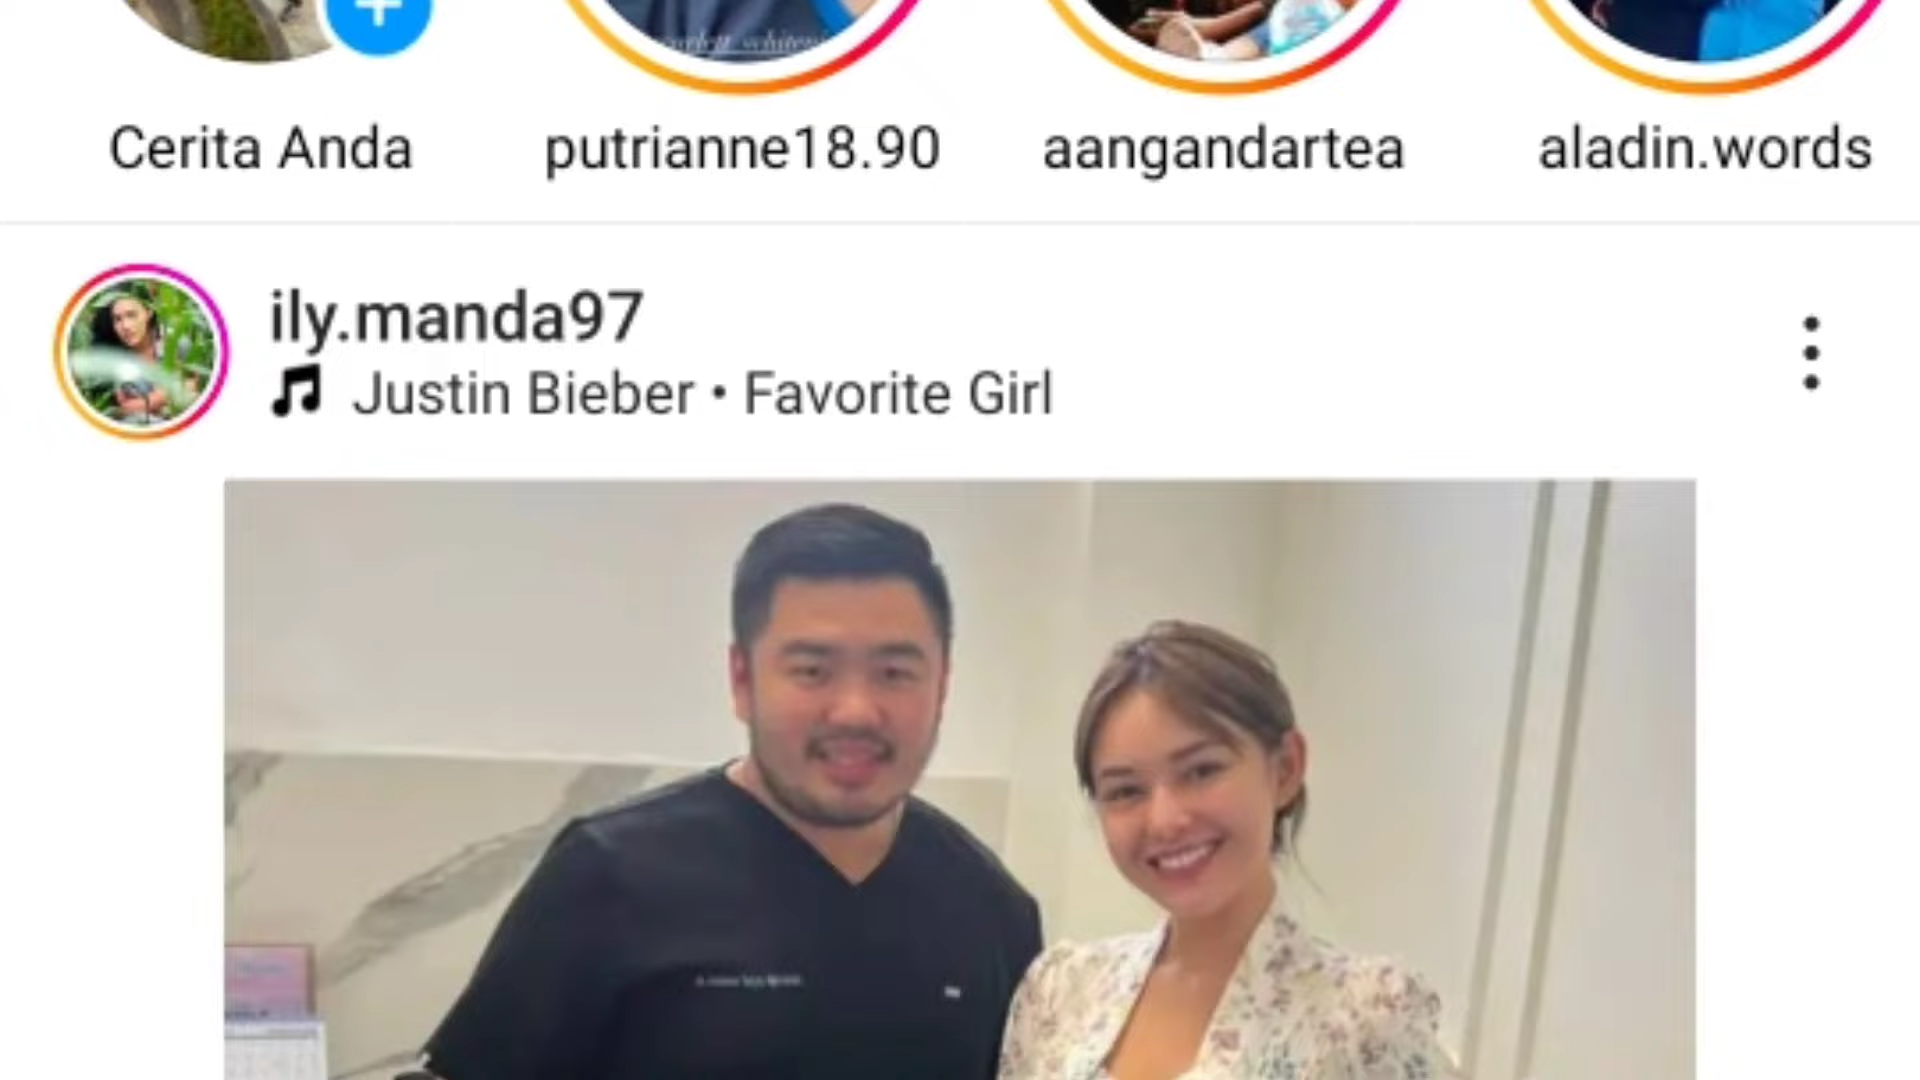 Cerita Anda
putrianne18.90
aangandartea
aladin.words
ily.manda97
Justin Bieber • Favorite Girl